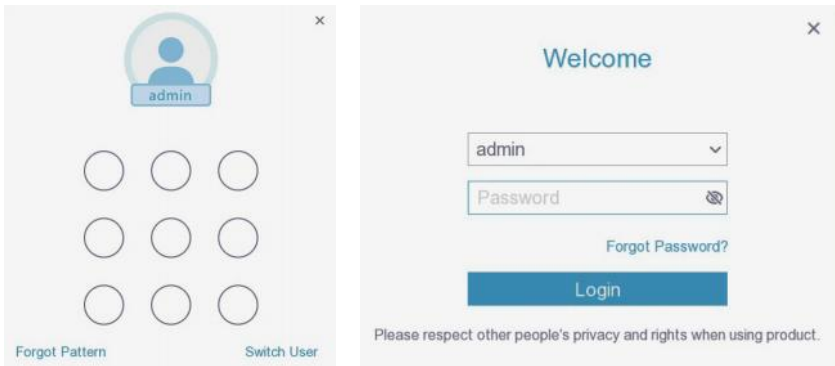 admin
Forgot Pattern
Switch User
Welcome
admin
Password
Forgot Password?
Login
Please respect other people's privacy and rights when using product.